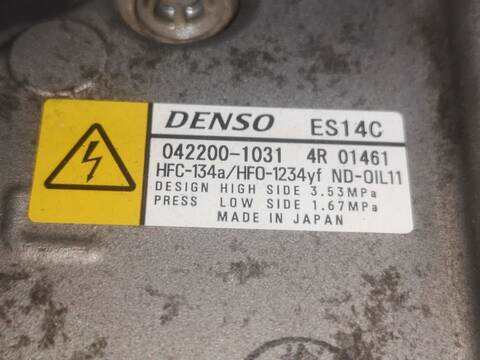 DENSO ES14C
042200-1031 4R 01461
HFC-134a/HFO-1234yf ND-OIL11
DESIGN HIGH SIDE 3.53MPa
PRESS LOW SIDE 1.67MPa
MADE IN JAPAN